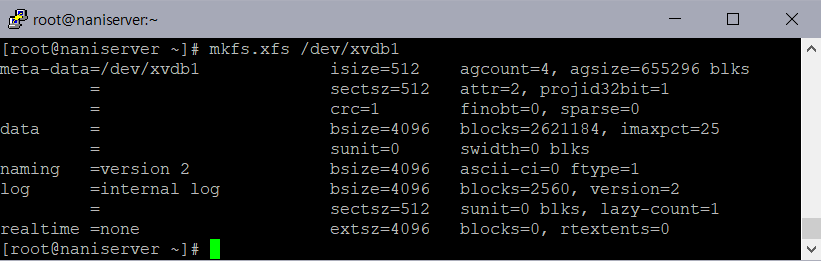 root@naniserver:~
[root@naniserver ~]# mkfs.xfs /dev/xvdb1
meta-data=/dev/xvdb1             isize=512    agcount=4, agsize=655296 blks
         =                       sectsz=512   attr=2, projid32bit=1
         =                       crc=1        finobt=0, sparse=0
data     =                       bsize=4096   blocks=2621184, imaxpct=25
         =                       sunit=0      swidth=0 blks
naming   =version 2              bsize=4096   ascii-ci=0 ftype=1
log      =internal log           bsize=4096   blocks=2560, version=2
         =                       sectsz=512   sunit=0 blks, lazy-count=1
realtime =none                   extsz=4096   blocks=0, rtextents=0
[root@naniserver ~]#